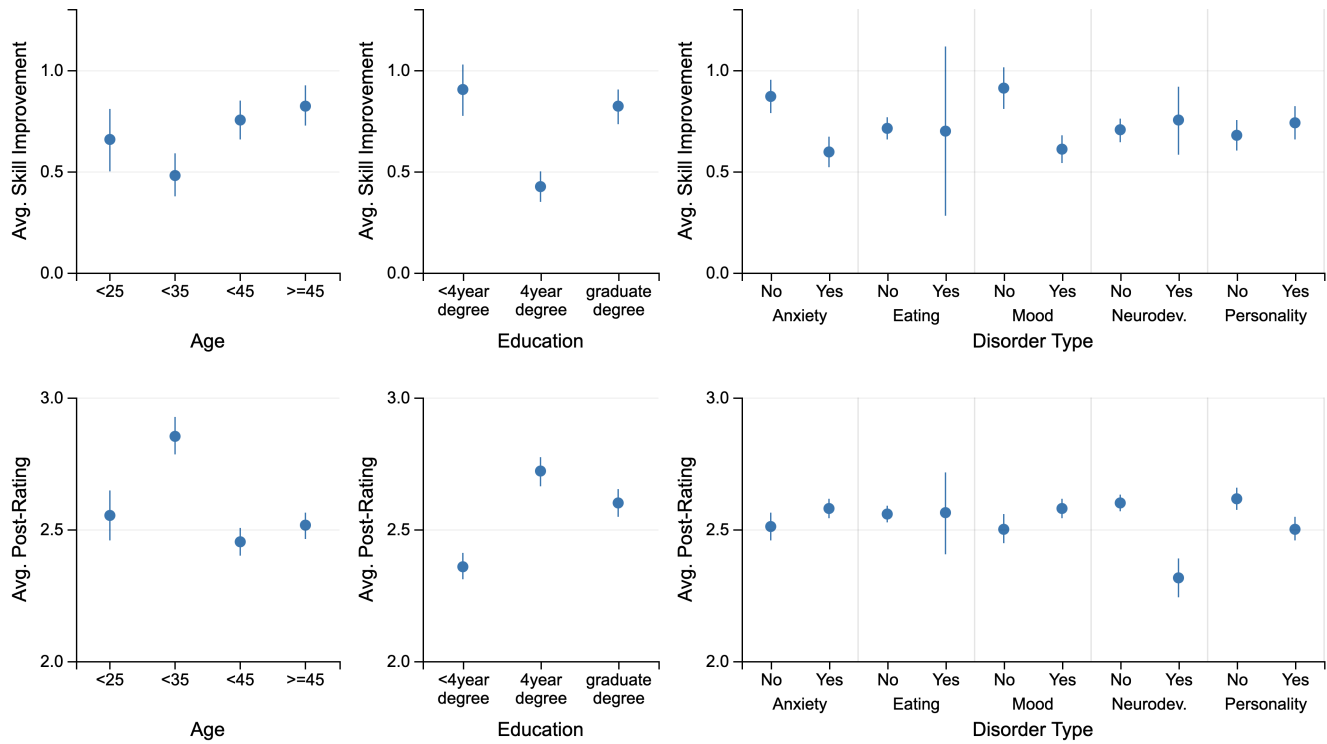 Avg. Skill Improvement
1.0
0.5
0.0
<25 <35 <45 >=45
Age
Avg. Skill Improvement
1.0
0.5
0.0
<4year 4year graduate
degree degree degree
Education
Avg. Skill Improvement
1.0
0.5
0.0
No Yes No Yes No Yes No Yes No Yes
Anxiety Eating Mood Neurodev. Personality
Disorder Type
Avg. Post-Rating
3.0
2.5
2.0
<25 <35 <45 >=45
Age
Avg. Post-Rating
3.0
2.5
2.0
<4year 4year graduate
degree degree degree
Education
Avg. Post-Rating
3.0
2.5
2.0
No Yes No Yes No Yes No Yes No Yes
Anxiety Eating Mood Neurodev. Personality
Disorder Type